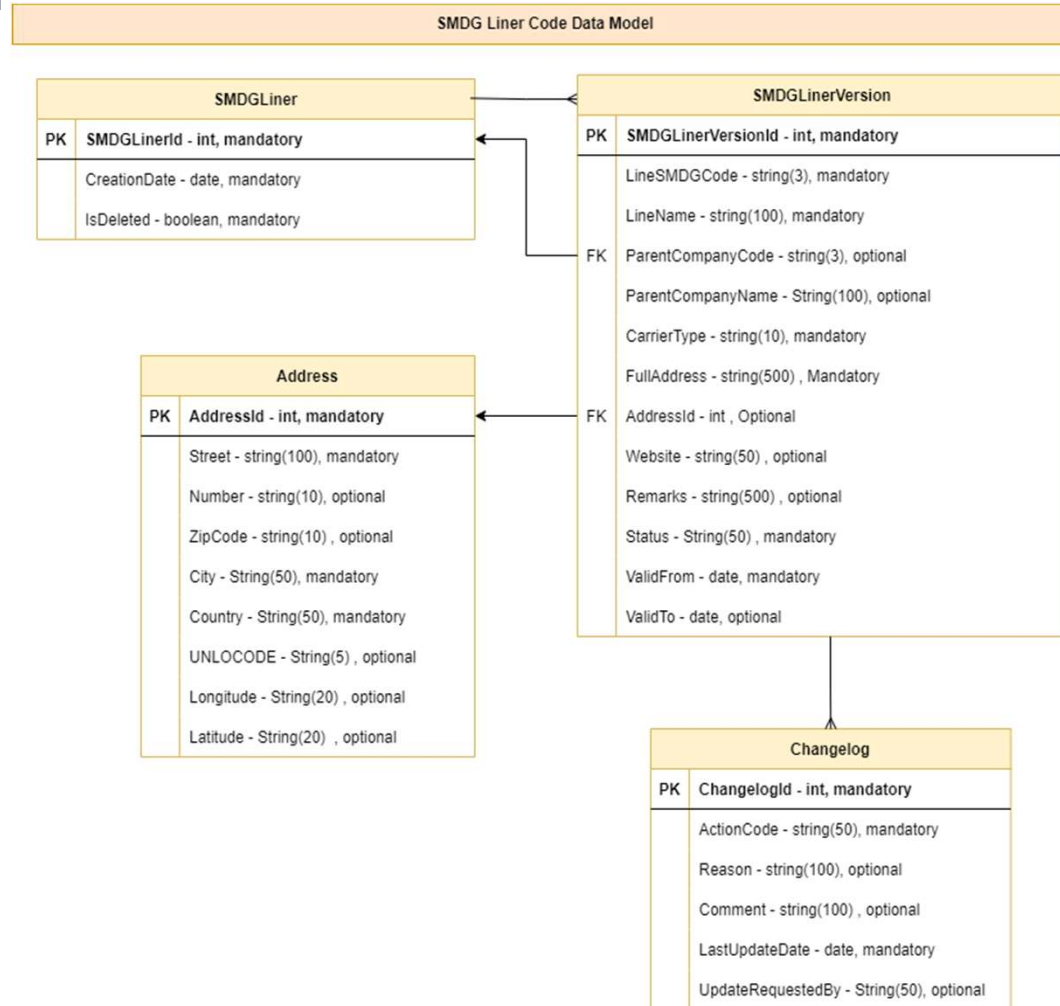 SMDG Liner Code Data Model
SMDGLiner
PK SMDGLinerId - int, mandatory
CreationDate - date, mandatory
IsDeleted - boolean, mandatory
SMDGLinerVersion
PK SMDGLinerVersionId - int, mandatory
LineSMDGCode - string(3), mandatory
LineName - string(100), mandatory
FK ParentCompanyCode - string(3), optional
ParentCompanyName - String(100), optional
CarrierType - string(10), mandatory
FullAddress - string(500) , Mandatory
FK AddressId - int , Optional
Website - string(50) , optional
Remarks - string(500) , optional
Status - String(50) , mandatory
ValidFrom - date, mandatory
ValidTo - date, optional
Address
PK AddressId - int, mandatory
Street - string(100), mandatory
Number - string(10), optional
ZipCode - string(10) , optional
City - String(50), mandatory
Country - String(50), mandatory
UNLOCODE - String(5) , optional
Longitude - String(20) , optional
Latitude - String(20) , optional
Changelog
PK ChangelogId - int, mandatory
ActionCode - string(50), mandatory
Reason - string(100), optional
Comment - string(100) , optional
LastUpdateDate - date, mandatory
UpdateRequestedBy - String(50), optional